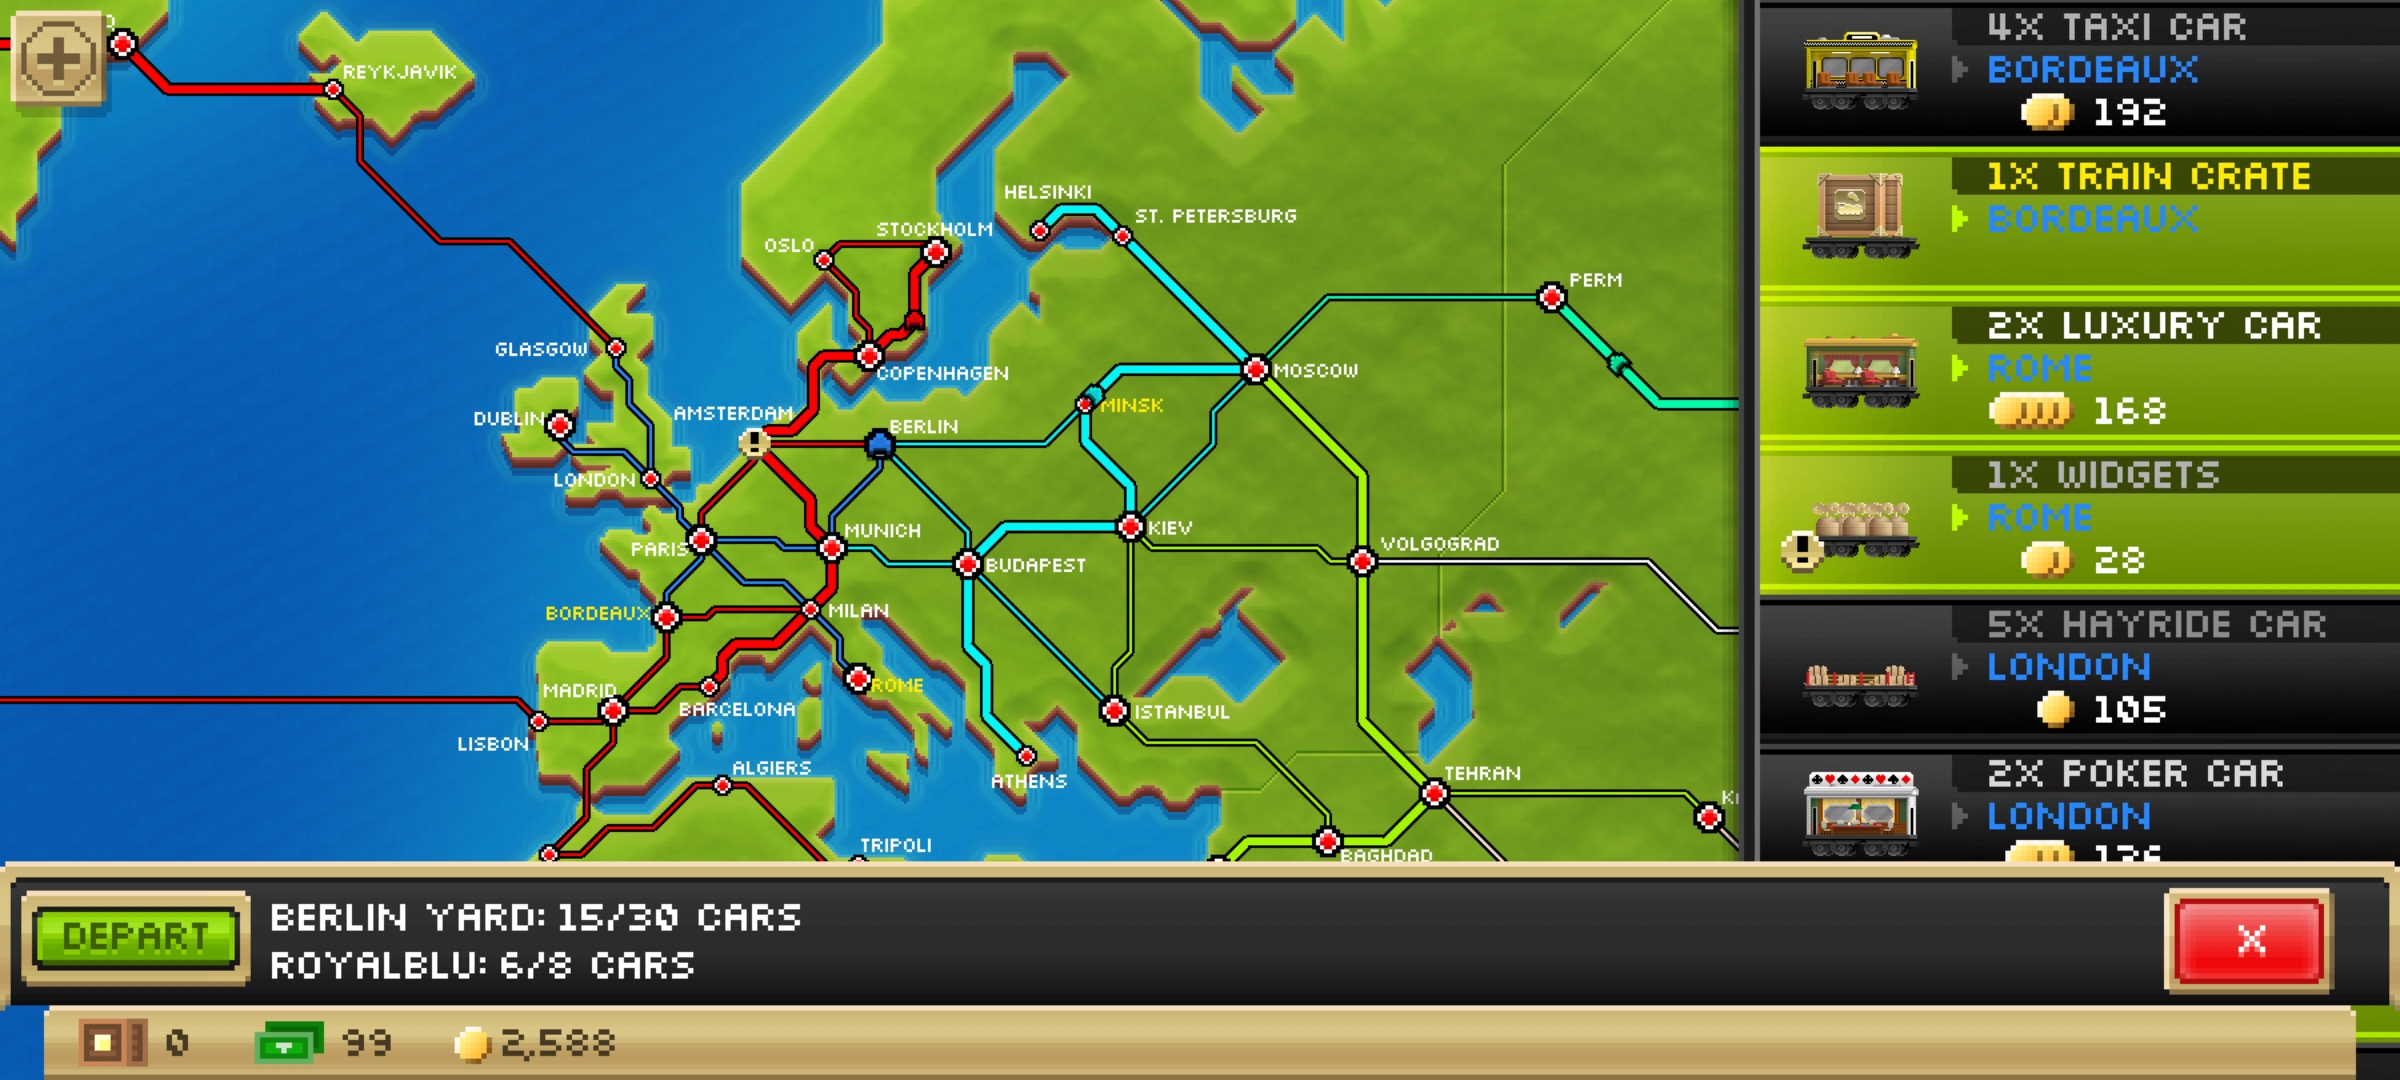 REYKJAVIK
HELSINKI
ST. PETERSBURG
STOCKHOLM
OSLO
PERM
GLASGOW
COPENHAGEN
MOSCOW
MINSK
AMSTERDAM
DUBLIN
BERLIN
LONDON
MUNICH
KIEV
PARIS
BUDAPEST
VOLGOGRAD
BORDEAUX
MILAN
ROME
MADRID
BARCELONA
ISTANBUL
LISBON
ALGIERS
ATHENS
TEHRAN
TRIPOLI
BAGHDAD
4X TAXI CAR
BORDEAUX
192
1X TRAIN CRATE
BORDEAUX
2X LUXURY CAR
ROME
168
1X WIDGETS
ROME
28
5X HAYRIDE CAR
LONDON
105
2X POKER CAR
LONDON
136
DEPART
BERLIN YARD: 15/30 CARS
ROYALBLU: 6/8 CARS
X
0
99
2,588